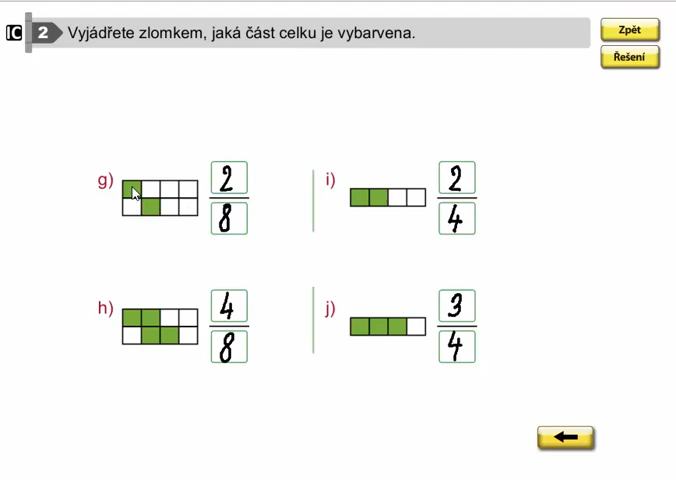 IC 2 Vyjádřete zlomkem, jaká část celku je vybarvena.
Zpět
Řešení
g) 2
8
i) 2
4
h) 4
8
j) 3
4